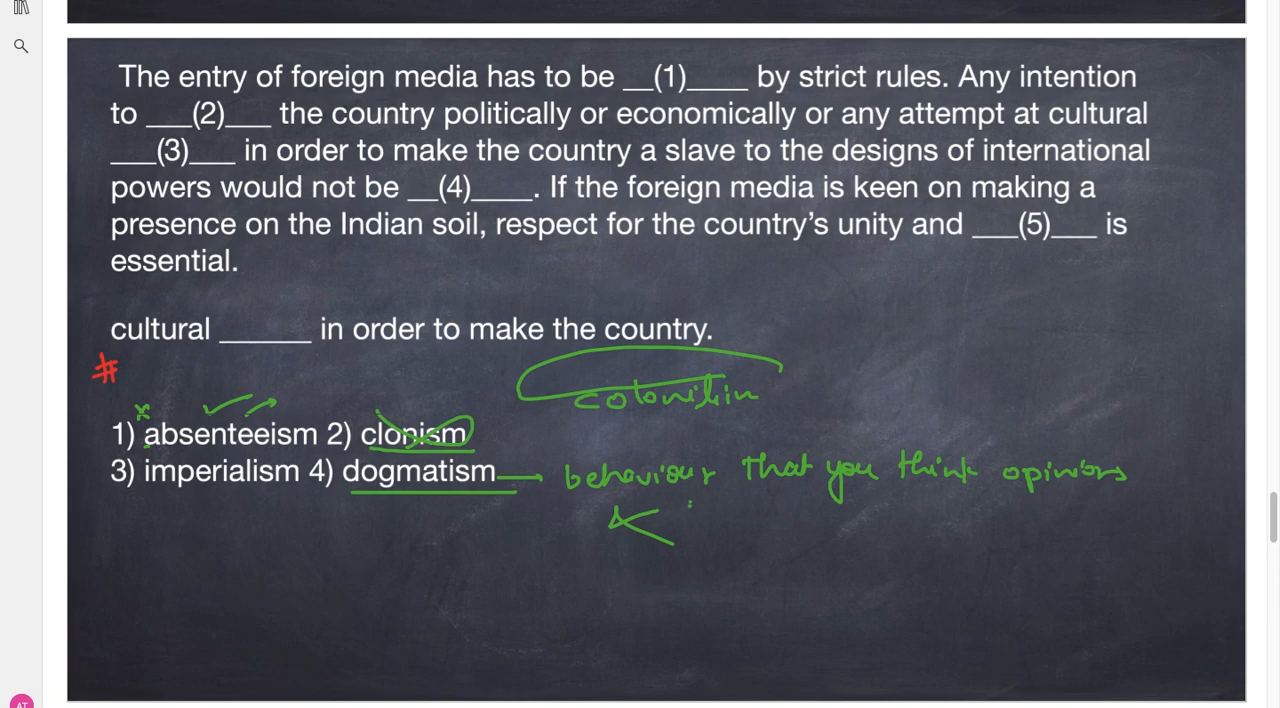 The entry of foreign media has to be __(1)____ by strict rules. Any intention
to ___(2)___ the country politically or economically or any attempt at cultural
___(3)___ in order to make the country a slave to the designs of international
powers would not be __(4)____. If the foreign media is keen on making a
presence on the Indian soil, respect for the country's unity and ___(5)___ is
essential.
cultural ______ in order to make the country.
#
1) absenteeism 2) clonism
3) imperialism 4) dogmatism behaviour that you think opinions
AT